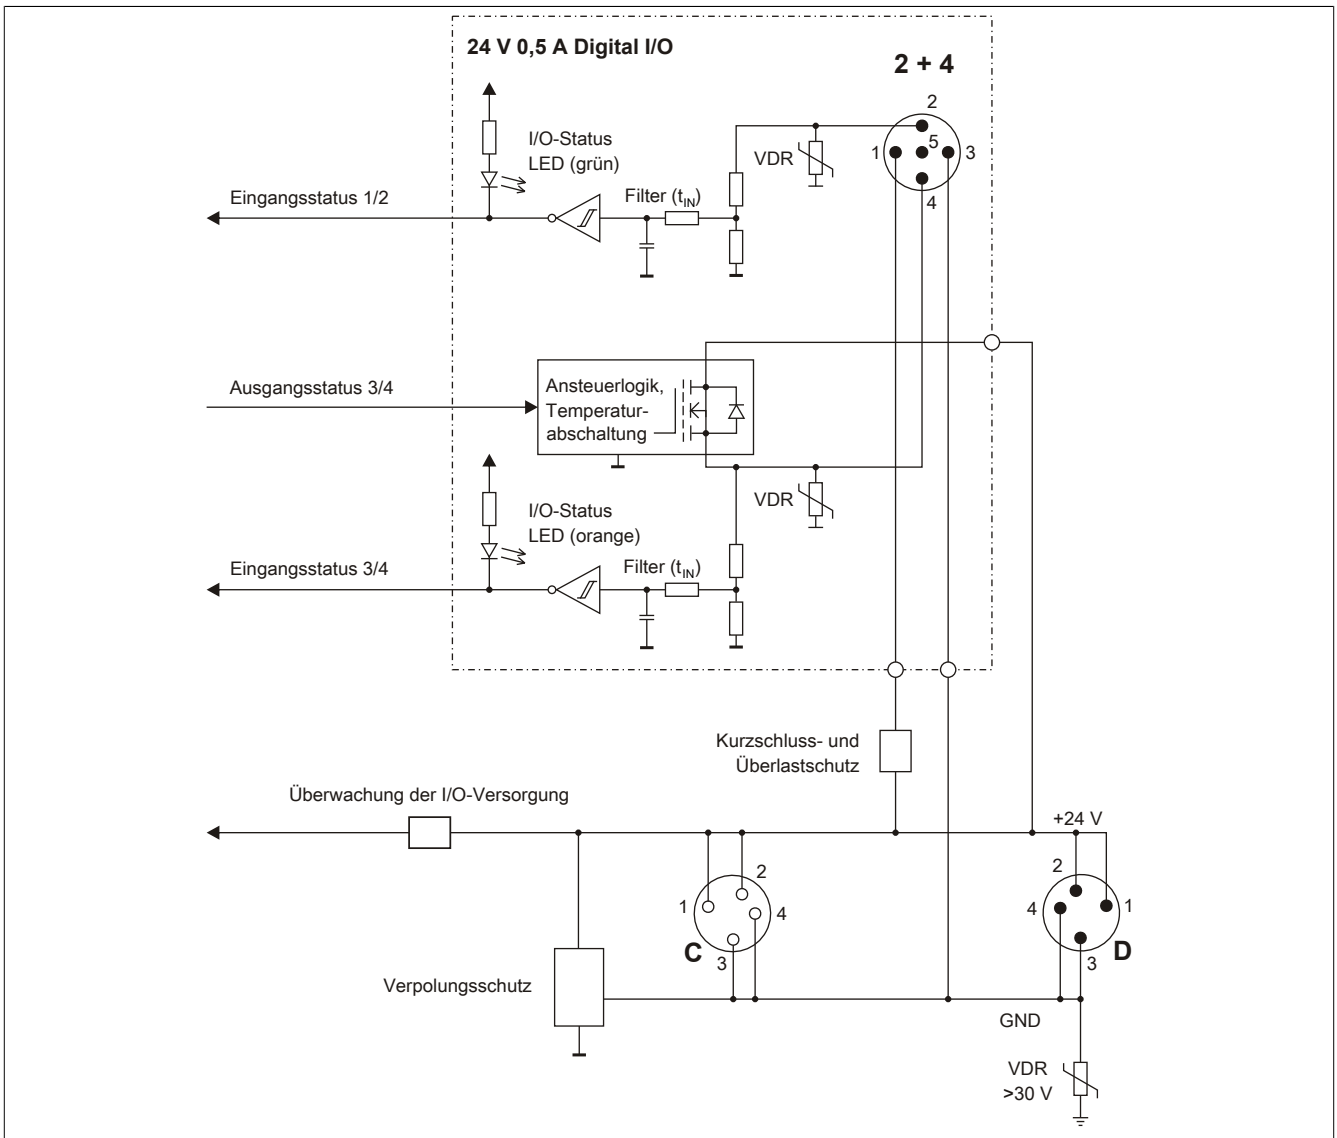 24 V 0,5 A Digital I/O
2 + 4
2
I/O-Status
LED (grün)
VDR
1
5
3
4
Eingangsstatus 1/2
Filter (tIN)
Ausgangsstatus 3/4
Ansteuerlogik,
Temperatur-
abschaltung
VDR
I/O-Status
LED (orange)
Eingangsstatus 3/4
Filter (tIN)
Kurzschluss- und
Überlastschutz
Überwachung der I/O-Versorgung
+24 V
2
1
4
C
3
2
4
1
D
3
Verpolungsschutz
GND
VDR
>30 V